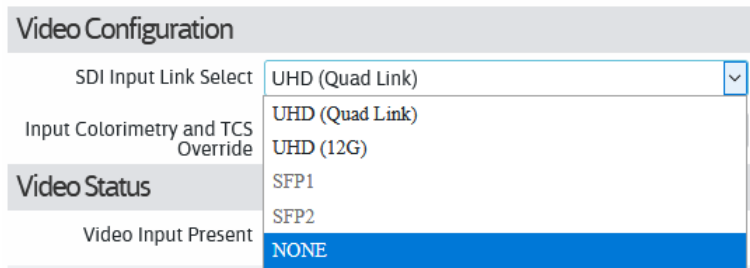 Video Configuration
SDI Input Link Select UHD (Quad Link)
UHD (Quad Link)
Input Colorimetry and TCS
Override
UHD (12G)
Video Status
SFP1
SFP2
Video Input Present
NONE